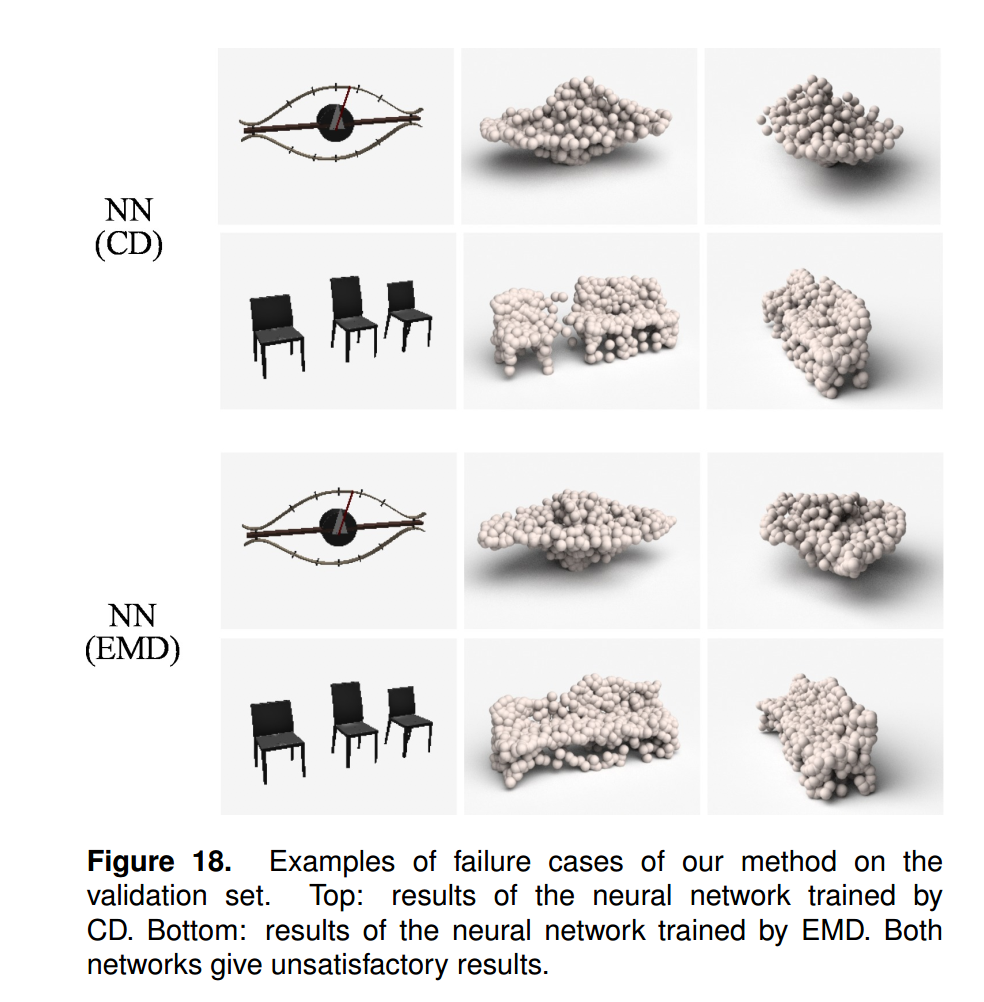 NN
(CD)
NN
(EMD)
Figure 18. Examples of failure cases of our method on the
validation set. Top: results of the neural network trained by
CD. Bottom: results of the neural network trained by EMD. Both
networks give unsatisfactory results.